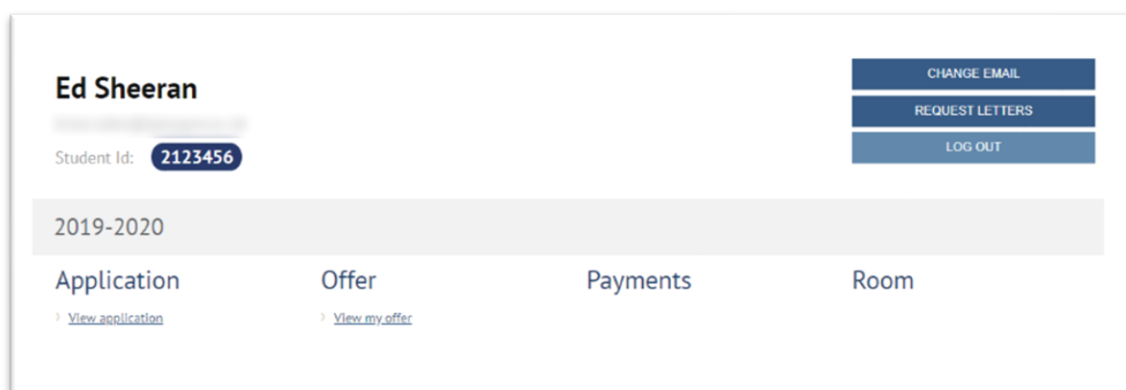 Ed Sheeran
Student Id: 2123456
CHANGE EMAIL
REQUEST LETTERS
LOG OUT
2019-2020
Application
View application
Offer
View my offer
Payments
Room